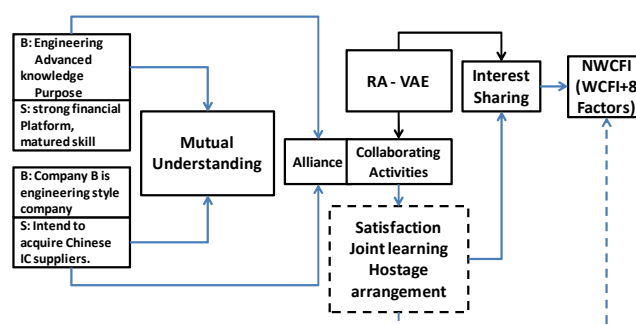 B: Engineering
Advanced
knowledge
Purpose
S: strong financial
Platform,
matured skill
B: Company B is
engineering style
company
S: Intend to
acquire Chinese
IC suppliers.
Mutual
Understanding
Alliance
RA - VAE
Collaborating
Activities
Satisfaction
Joint learning
Hostage
arrangement
Interest
Sharing
NWCFI
(WCFI+8
Factors)